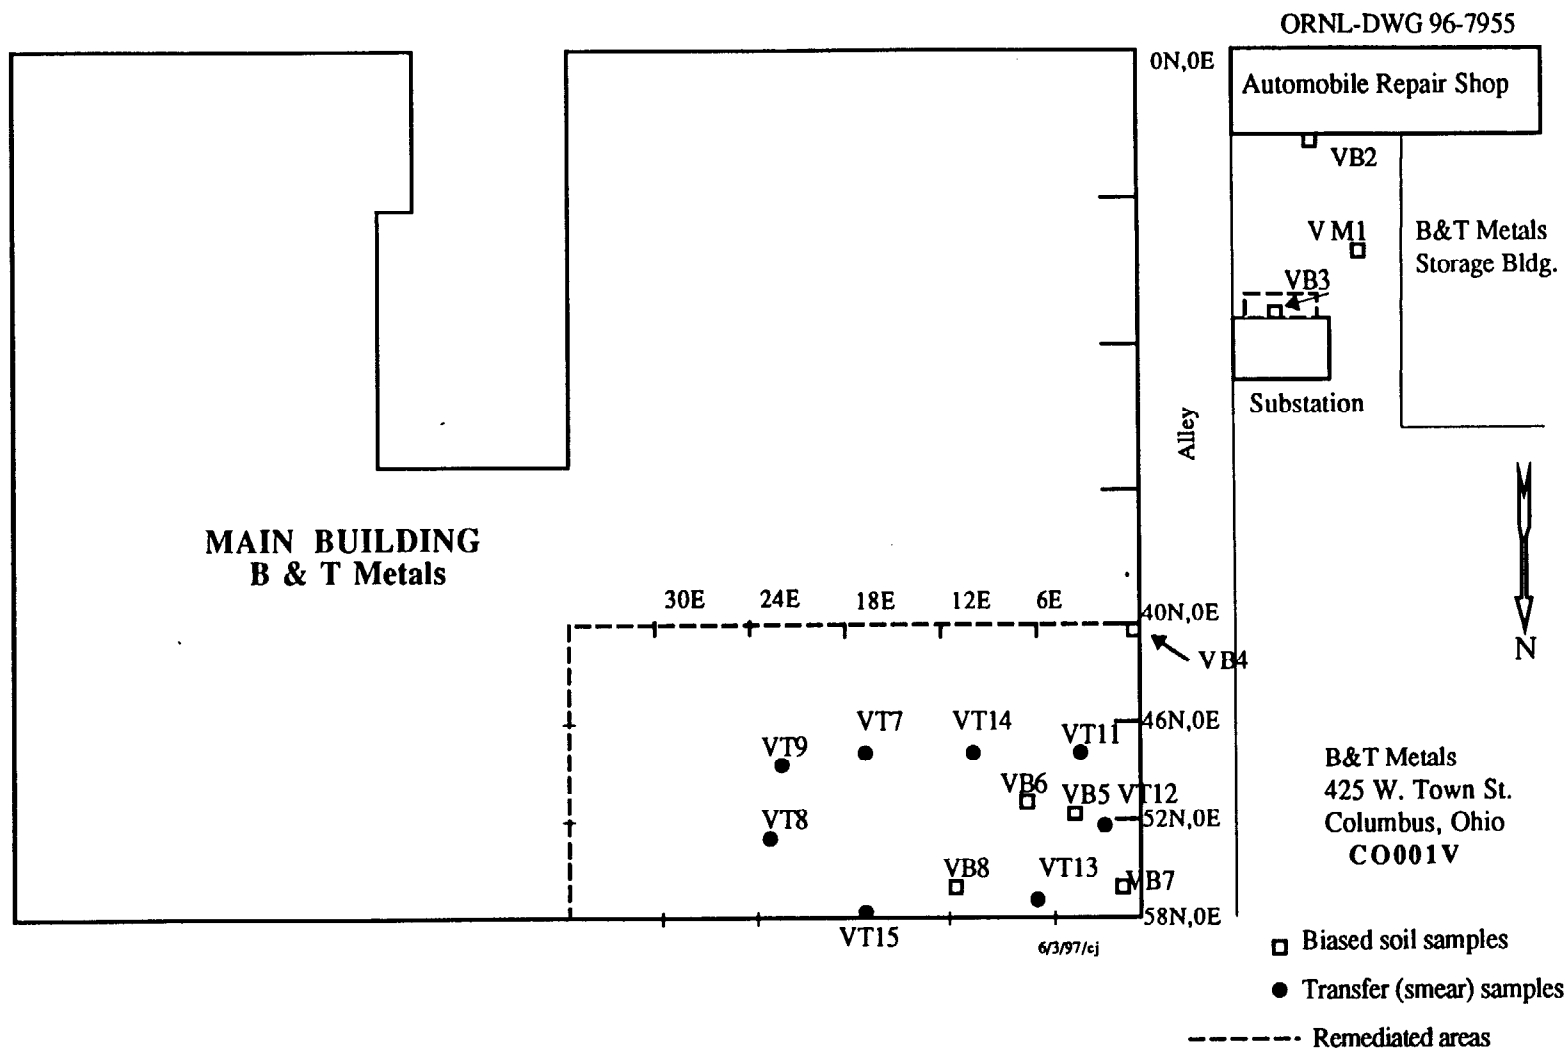 ORNL-DWG 96-7955
0N,0E
Automobile Repair Shop
VB2
V M1
B&T Metals
Storage Bldg.
VB3
Substation
Alley
MAIN BUILDING
B & T Metals
30E
24E
18E
12E
6E
40N,0E
VB4
N
46N,0E
VT7
VT14
VT11
VT9
VB6
VB5
VT12
52N,0E
VT8
VB8
VT13
VB7
58N,0E
VT15
6/3/97/cj
B&T Metals
425 W. Town St.
Columbus, Ohio
CO001V
Biased soil samples
Transfer (smear) samples
Remediated areas